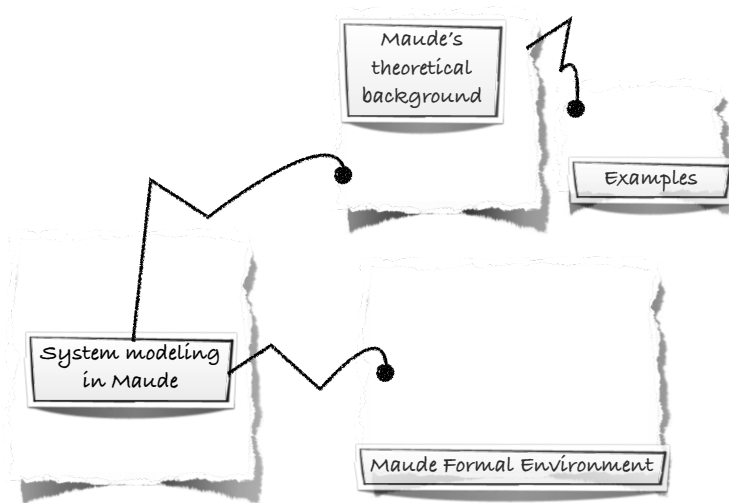 Maude's
theoretical
background
Examples
System modeling
in Maude
Maude Formal Environment